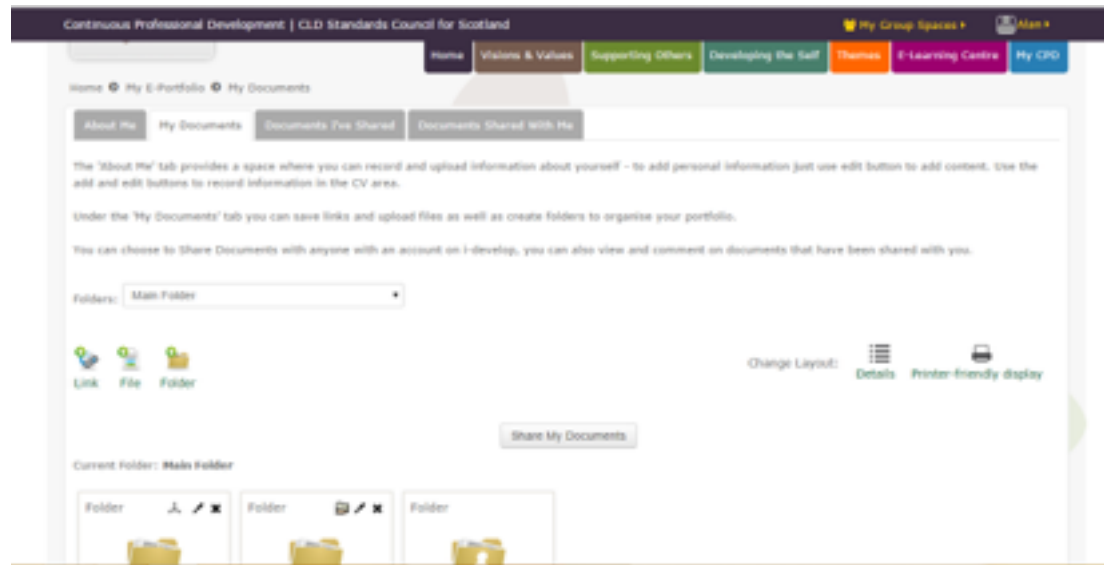 Continuous Professional Development | CLD Standards Council for Scotland
My Group Spaces
Alan
Home Visions & Values Supporting Others Developing the Self Themes E-Learning Centre My CPD
Home My E-Portfolio My Documents
About Me My Documents Documents I've Shared Documents Shared With Me
The 'About Me' tab provides a space where you can record and upload information about yourself - to add personal information just use edit button to add content. Use the
add and edit buttons to record information in the CV area.
Under the 'My Documents' tab you can save links and upload files as well as create folders to organise your portfolio.
You can choose to Share Documents with anyone with an account on i-develop, you can also view and comment on documents that have been shared with you.
Folders: Main Folder
Link File Folder
Change Layout: Details Printer-friendly display
Share My Documents
Current Folder: Main Folder
Folder Folder Folder